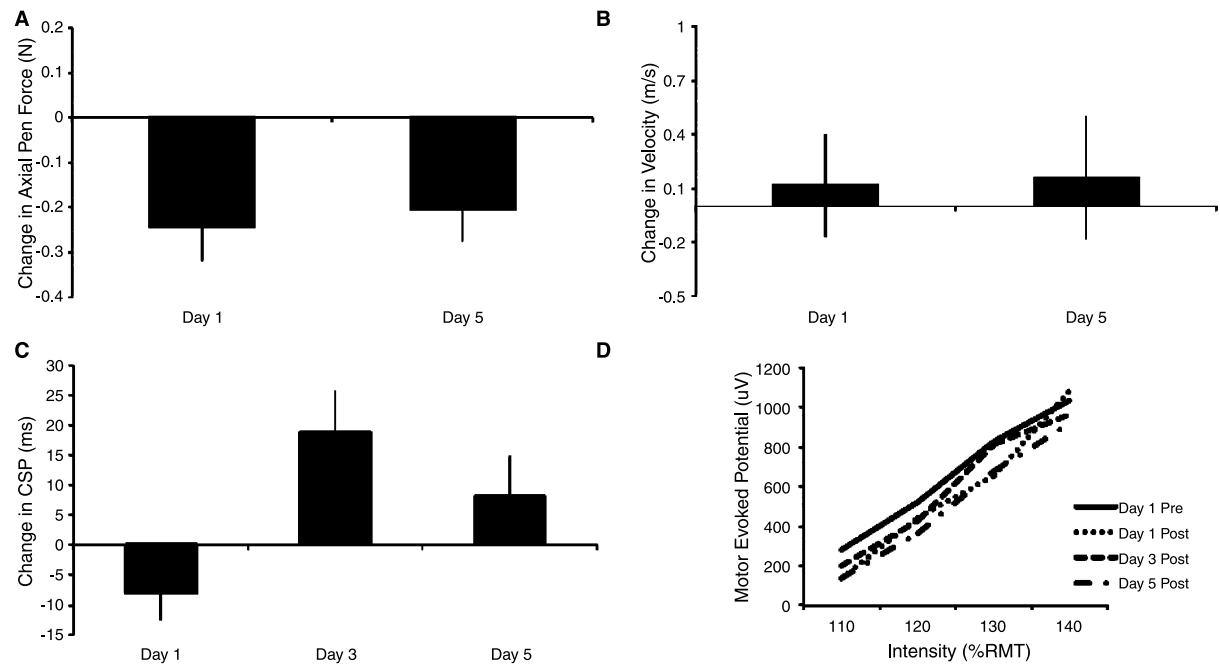 A
Change in Axial Pen Force (N)
0.2
0.1
0
-0.1
-0.2
-0.3
-0.4
Day 1
Day 5
B
Change in Velocity (m/s)
1
0.7
0.4
0.1
-0.2
-0.5
Day 1
Day 5
C
Change in CSP (ms)
30
25
20
15
10
5
0
-5
-10
-15
Day 1
Day 3
Day 5
D
Motor Evoked Potential (uV)
1200
1000
800
600
400
200
0
110
120
130
140
Intensity (%RMT)
Day 1 Pre
Day 1 Post
Day 3 Post
Day 5 Post